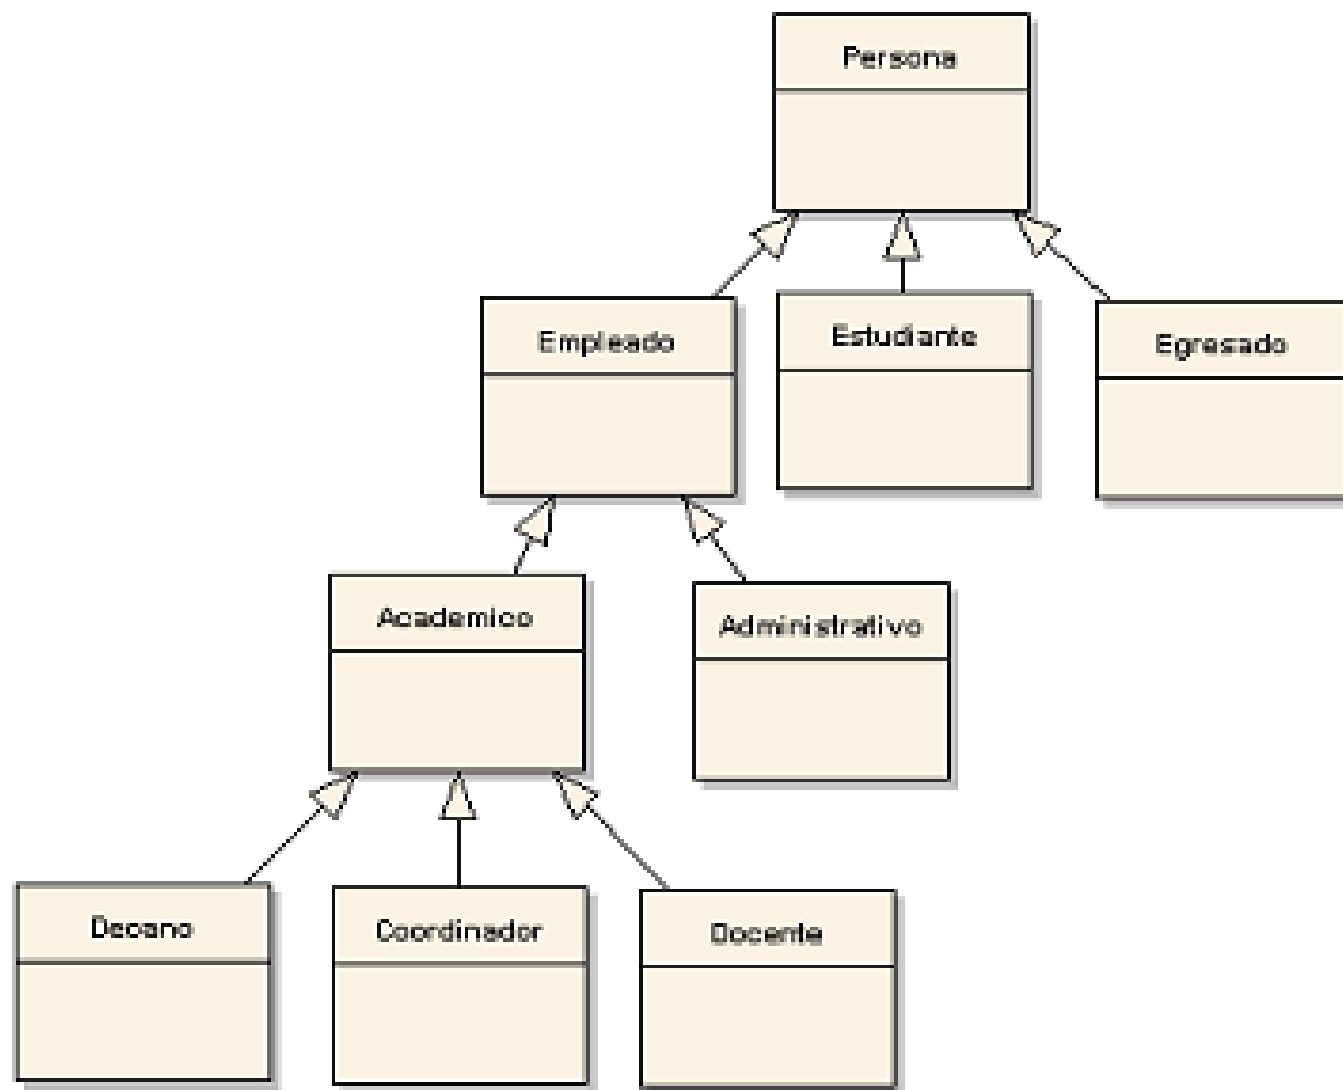 Persona
Empleado
Estudiante
Egresado
Academico
Administrativo
Decano
Coordinador
Docente